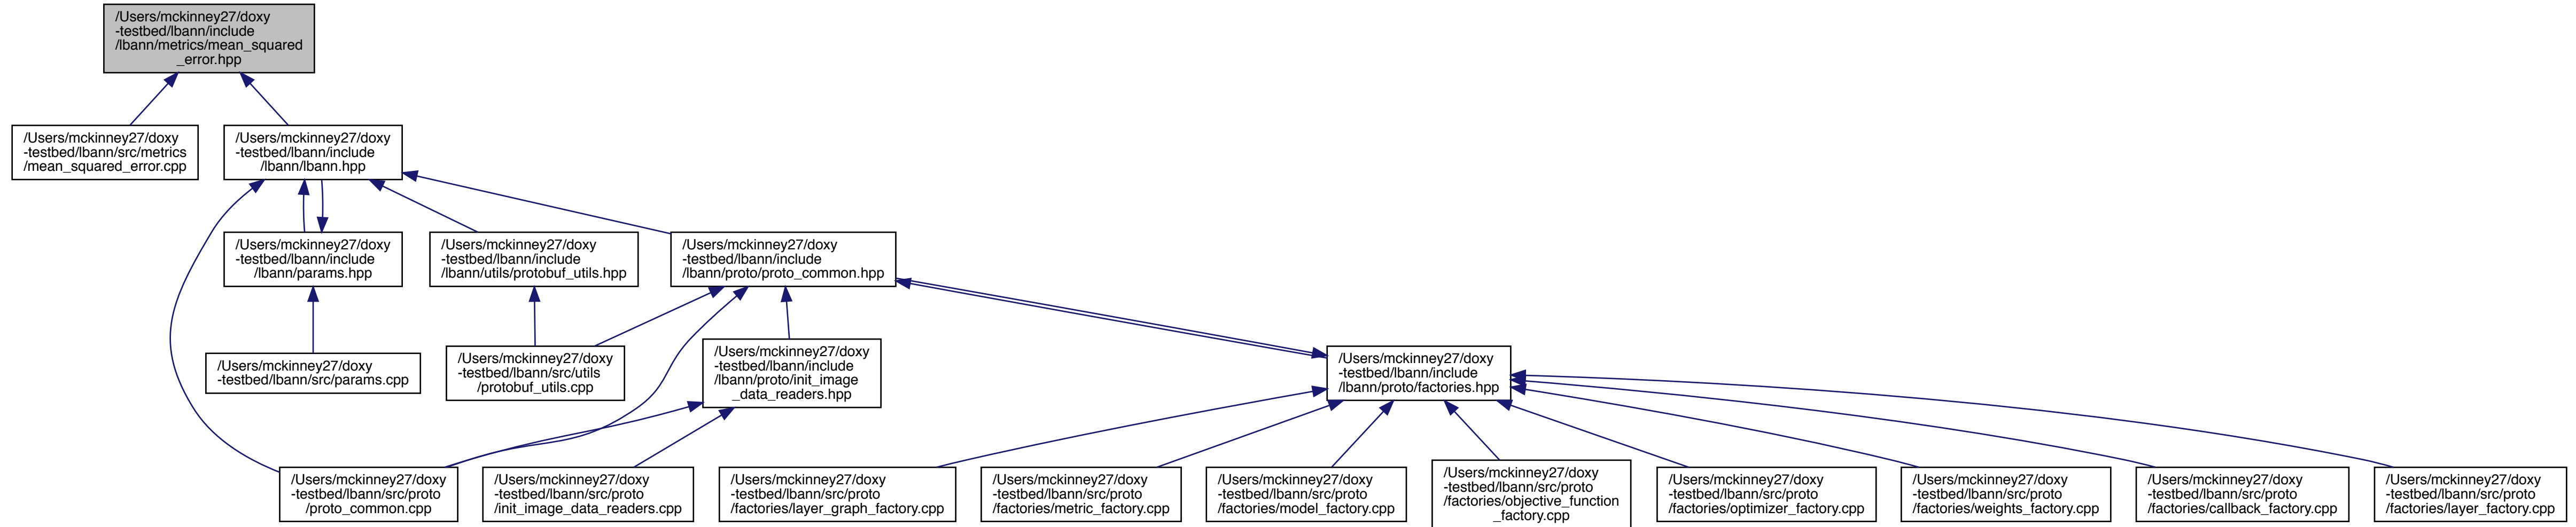 /Users/mckinney27/doxy
-testbed/lbann/include
/lbann/metrics/mean_squared
_error.hpp
/Users/mckinney27/doxy
-testbed/lbann/src/metrics
/mean_squared_error.cpp
/Users/mckinney27/doxy
-testbed/lbann/include
/lbann/lbann.hpp
/Users/mckinney27/doxy
-testbed/lbann/include
/lbann/params.hpp
/Users/mckinney27/doxy
-testbed/lbann/include
/lbann/utils/protobuf_utils.hpp
/Users/mckinney27/doxy
-testbed/lbann/include
/lbann/proto/proto_common.hpp
/Users/mckinney27/doxy
-testbed/lbann/src/params.cpp
/Users/mckinney27/doxy
-testbed/lbann/src/utils
/protobuf_utils.cpp
/Users/mckinney27/doxy
-testbed/lbann/include
/lbann/proto/init_image
_data_readers.hpp
/Users/mckinney27/doxy
-testbed/lbann/include
/lbann/proto/factories.hpp
/Users/mckinney27/doxy
-testbed/lbann/src/proto
/proto_common.cpp
/Users/mckinney27/doxy
-testbed/lbann/src/proto
/init_image_data_readers.cpp
/Users/mckinney27/doxy
-testbed/lbann/src/proto
/factories/layer_graph_factory.cpp
/Users/mckinney27/doxy
-testbed/lbann/src/proto
/factories/metric_factory.cpp
/Users/mckinney27/doxy
-testbed/lbann/src/proto
/factories/model_factory.cpp
/Users/mckinney27/doxy
-testbed/lbann/src/proto
/factories/objective_function
_factory.cpp
/Users/mckinney27/doxy
-testbed/lbann/src/proto
/factories/optimizer_factory.cpp
/Users/mckinney27/doxy
-testbed/lbann/src/proto
/factories/weights_factory.cpp
/Users/mckinney27/doxy
-testbed/lbann/src/proto
/factories/callback_factory.cpp
/Users/mckinney27/doxy
-testbed/lbann/src/proto
/factories/layer_factory.cpp